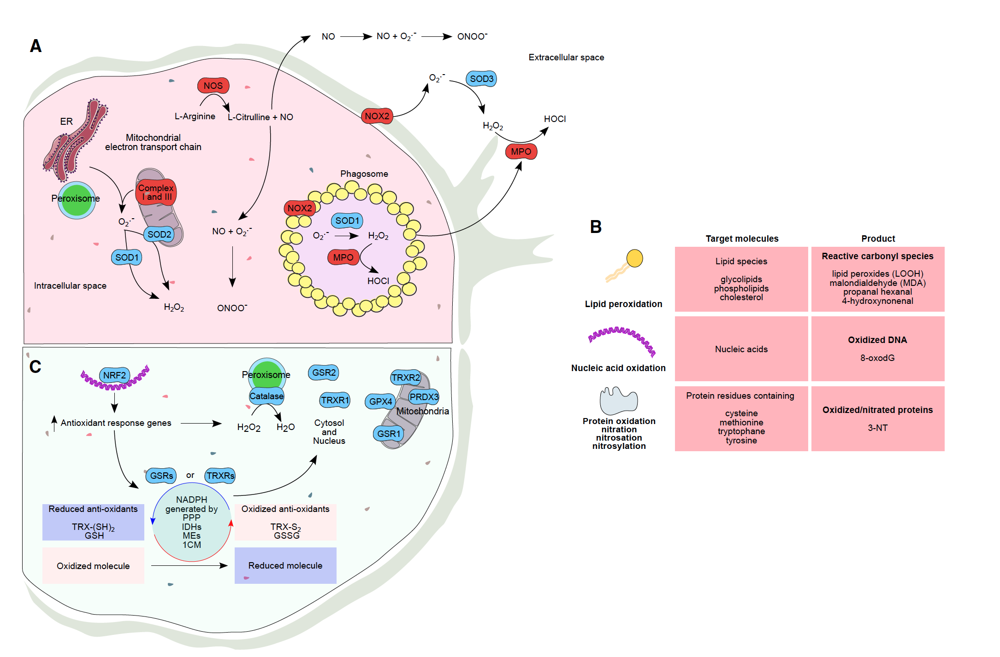 A
NO
NO + O₂·⁻
ONOO⁻
Extracellular space
O₂·⁻
SOD3
NOS
L-Arginine
L-Citrulline + NO
NOX2
H₂O₂
HOCl
MPO
ER
Mitochondrial
electron transport chain
Peroxisome
Complex
I and III
O₂·⁻
SOD2
SOD1
Intracellular space
H₂O₂
NO + O₂·⁻
ONOO⁻
Phagosome
NOX2
SOD1
O₂·⁻
H₂O₂
MPO
HOCl
B
Target molecules
Product
Lipid peroxidation
Lipid species
glycolipids
phospholipids
cholesterol
Reactive carbonyl species
lipid peroxides (LOOH)
malondialdehyde (MDA)
propanal hexanal
4-hydroxynonenal
Nucleic acid oxidation
Nucleic acids
Oxidized DNA
8-oxodG
Protein oxidation
nitration
nitrosation
nitrosylation
Protein residues containing
cysteine
methionine
tryptophane
tyrosine
Oxidized/nitrated proteins
3-NT
C
NRF2
Antioxidant response genes
Peroxisome
Catalase
H₂O₂
H₂O
GSR2
TRXR1
Cytosol
and
Nucleus
TRXR2
PRDX3
GPX4
Mitochondria
GSR1
GSRs
or
TRXRs
NADPH
generated by
PPP
IDHs
MEs
1CM
Reduced anti-oxidants
TRX-(SH)₂
GSH
Oxidized anti-oxidants
TRX-S₂
GSSG
Oxidized molecule
Reduced molecule